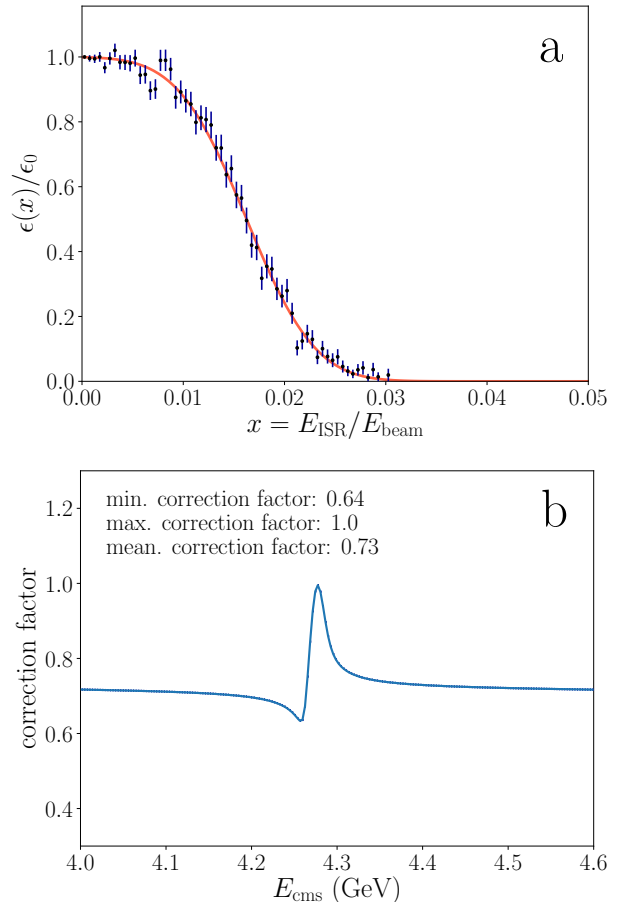 a
1.0
0.8
0.6
0.4
0.2
0.0
ϵ(x)/ϵ₀
0.00 0.01 0.02 0.03 0.04 0.05
x = E_ISR/E_beam
b
min. correction factor: 0.64
max. correction factor: 1.0
mean. correction factor: 0.73
1.2
1.0
0.8
0.6
0.4
correction factor
4.0 4.1 4.2 4.3 4.4 4.5 4.6
E_cms (GeV)